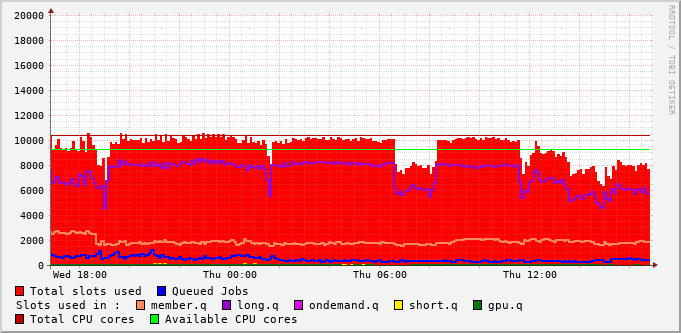 20000
18000
16000
14000
12000
10000
8000
6000
4000
2000
0
Wed 18:00 Thu 00:00 Thu 06:00 Thu 12:00
RRDTOOL / TOBI OETIKER
Total slots used Queued Jobs
Slots used in : member.q long.q ondemand.q short.q gpu.q
Total CPU cores Available CPU cores